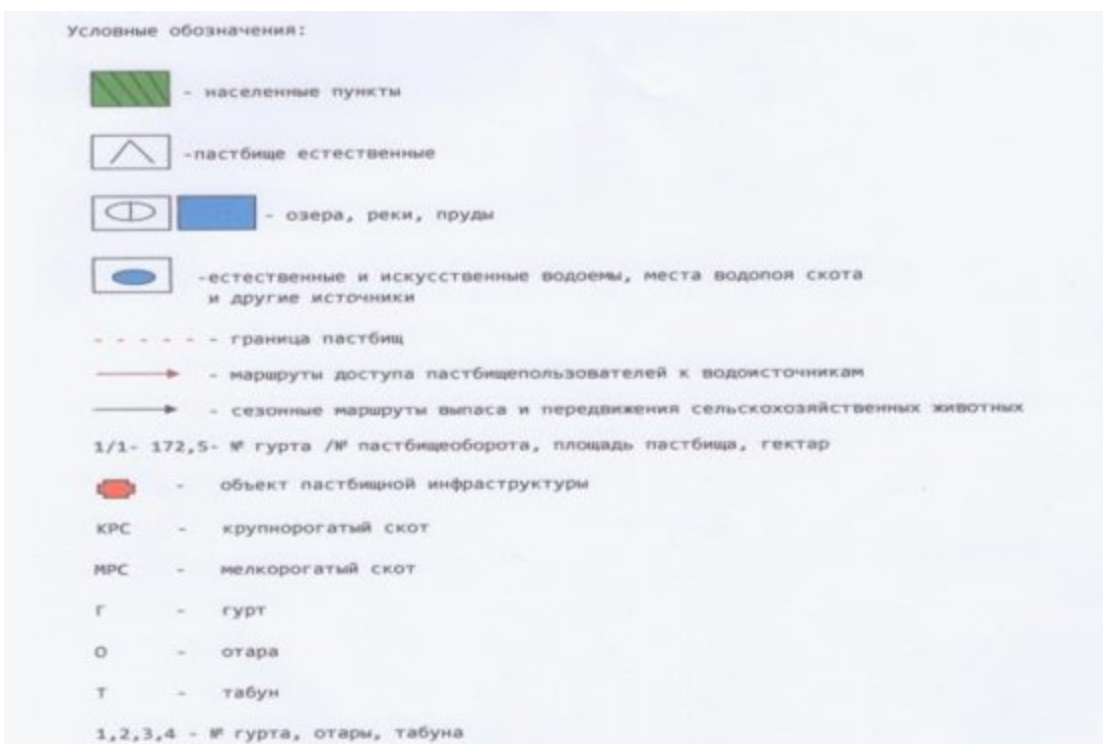 Условные обозначения:
- населенные пункты
-пастбище естественные
- озера, реки, пруды
-естественные и искусственные водоемы, места водопоя скота
и другие источники
- граница пастбищ
- маршруты доступа пастбищепользователей к водоисточникам
- сезонные маршруты выпаса и передвижения сельскохозяйственных животных
1/1- 172,5- № гурта /№ пастбищеоборота, площадь пастбища, гектар
- объект пастбищной инфраструктуры
КРС - крупнорогатый скот
МРС - мелкорогатый скот
Г - гурт
О - отара
Т - табун
1,2,3,4 - № гурта, отары, табуна